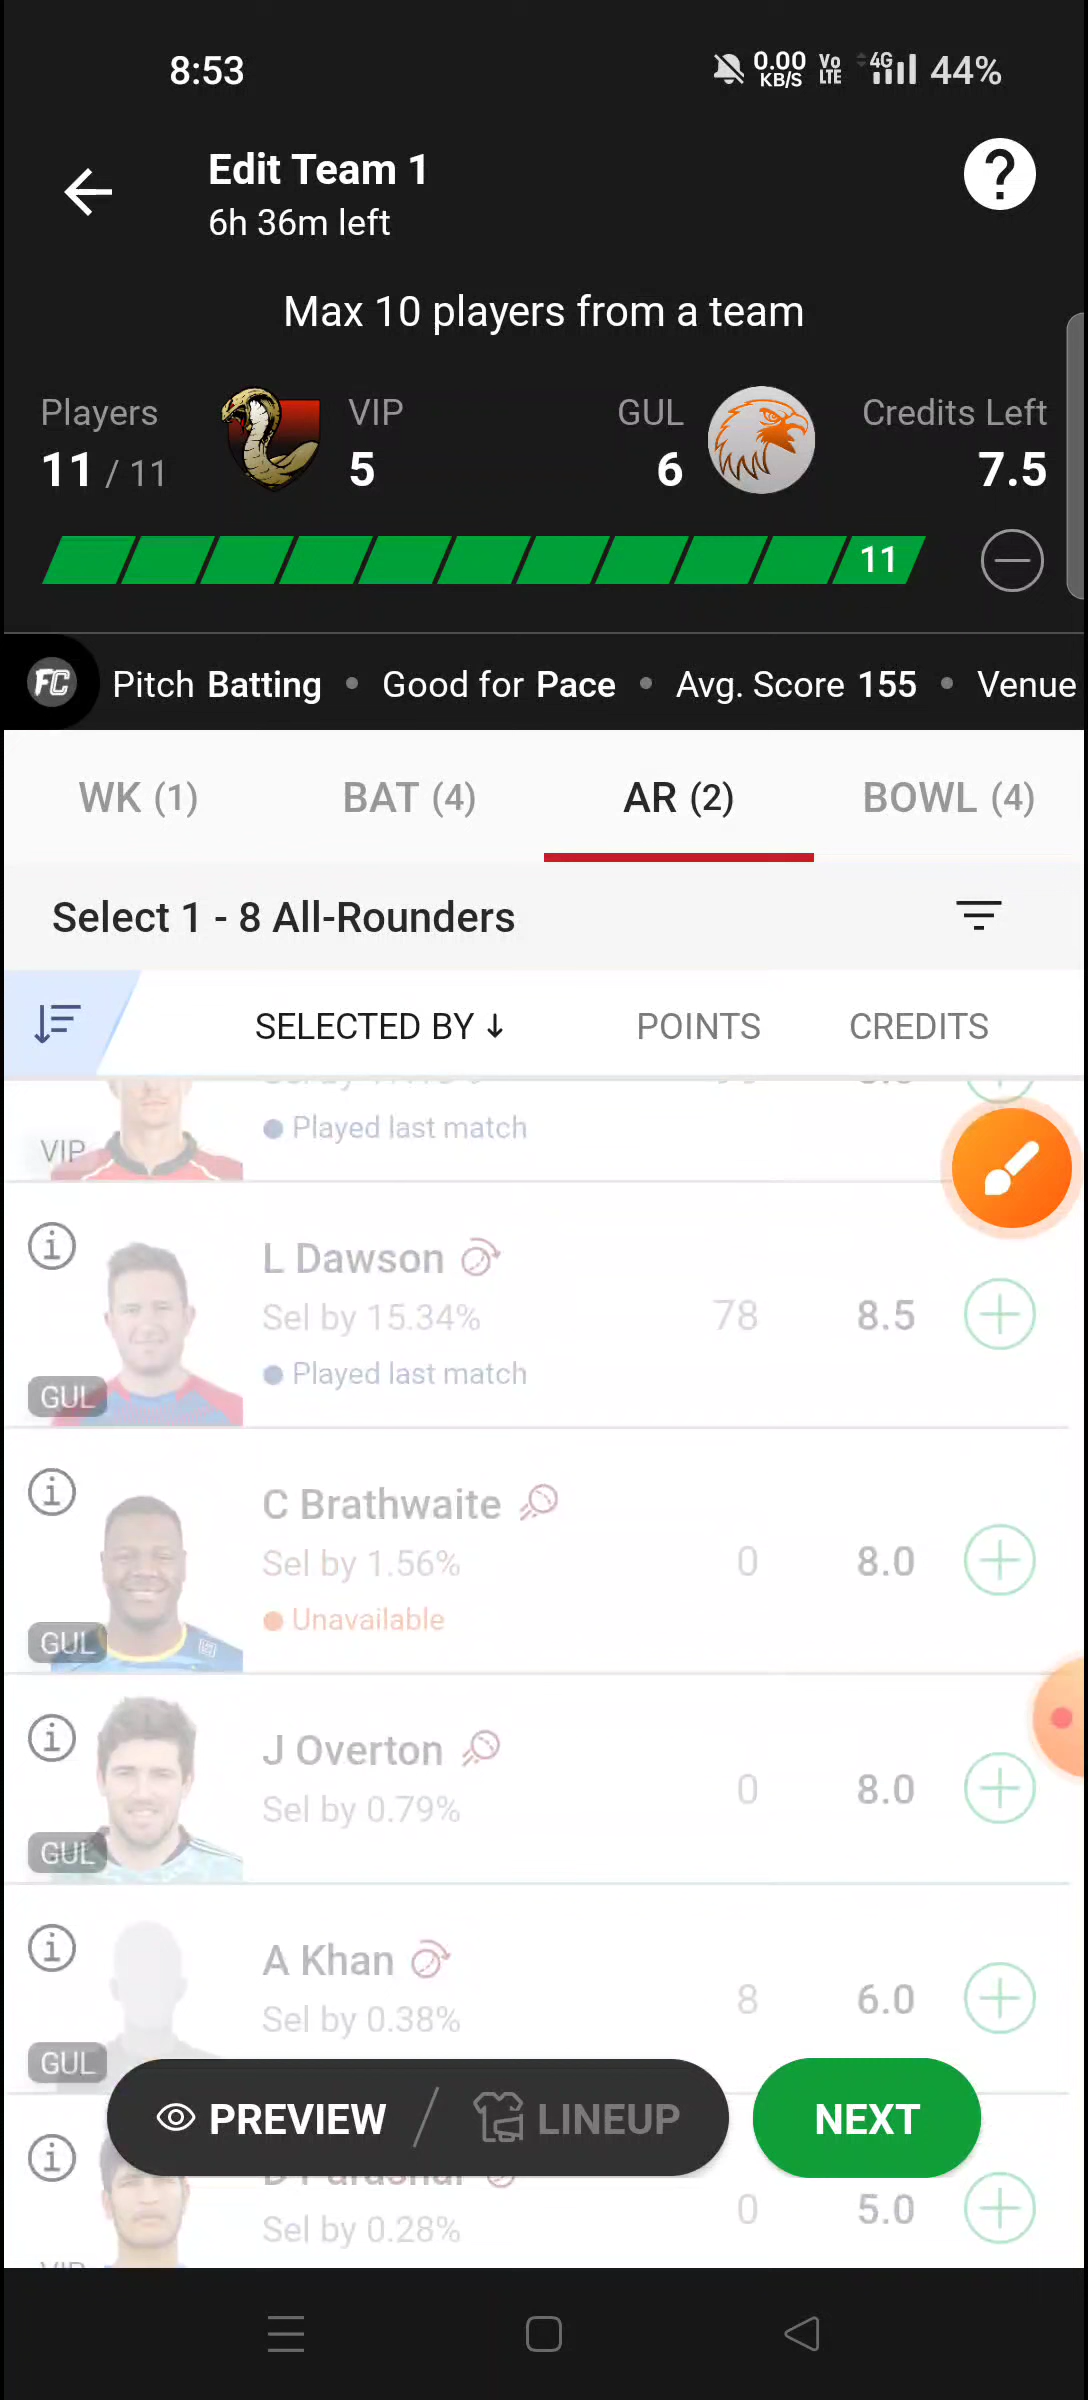 8:53
0.00 KB/S Vo LTE 4G 44%
Edit Team 1
6h 36m left
Max 10 players from a team
Players VIP GUL Credits Left
11 / 11 5 6 7.5
11
FC Pitch Batting • Good for Pace • Avg. Score 155 • Venue
WK (1) BAT (4) AR (2) BOWL (4)
Select 1 - 8 All-Rounders
SELECTED BY ↓ POINTS CREDITS
Played last match
VIP
L Dawson
Sel by 15.34% 78 8.5
Played last match
GUL
C Brathwaite
Sel by 1.56% 0 8.0
Unavailable
GUL
J Overton
Sel by 0.79% 0 8.0
GUL
A Khan
Sel by 0.38% 8 6.0
GUL
PREVIEW / LINEUP NEXT
Sel by 0.28% 0 5.0
VIP